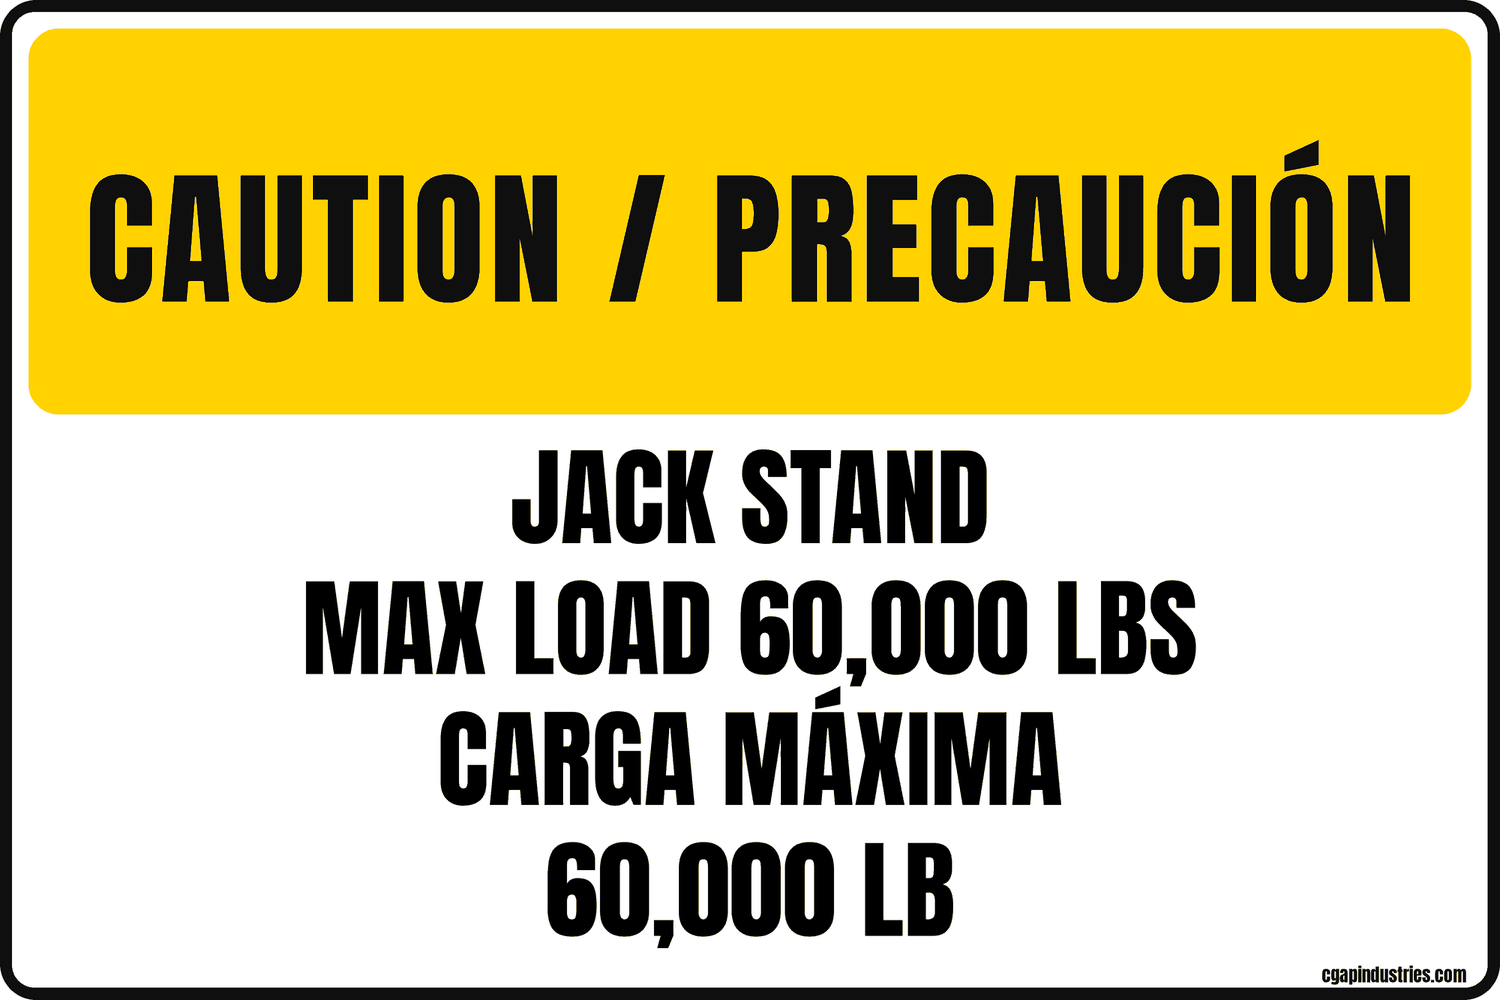 CAUTION / PRECAUCIÓN
JACK STAND
MAX LOAD 60,000 LBS
CARGA MÁXIMA
60,000 LB
cgapindustries.com